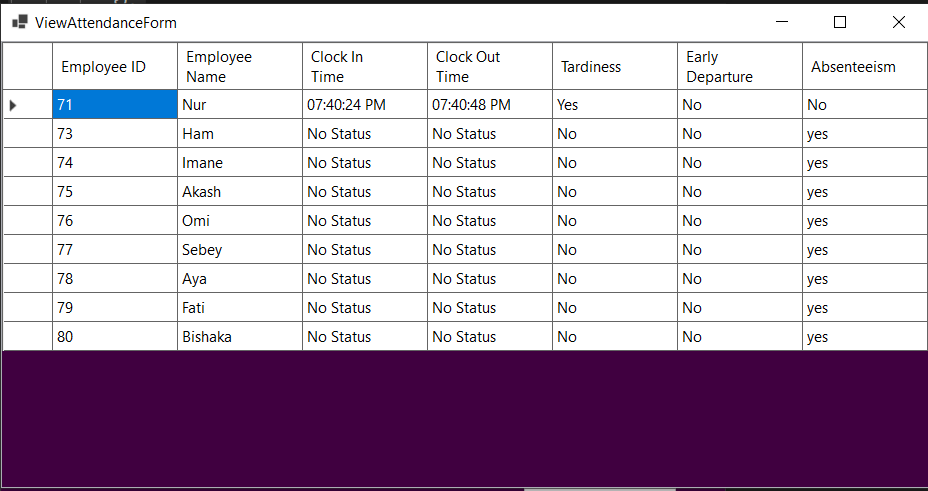 ViewAttendanceForm
Employee ID Employee Name Clock In Time Clock Out Time Tardiness Early Departure Absenteeism
71 Nur 07:40:24 PM 07:40:48 PM Yes No No
73 Ham No Status No Status No No yes
74 Imane No Status No Status No No yes
75 Akash No Status No Status No No yes
76 Omi No Status No Status No No yes
77 Sebey No Status No Status No No yes
78 Aya No Status No Status No No yes
79 Fati No Status No Status No No yes
80 Bishaka No Status No Status No No yes